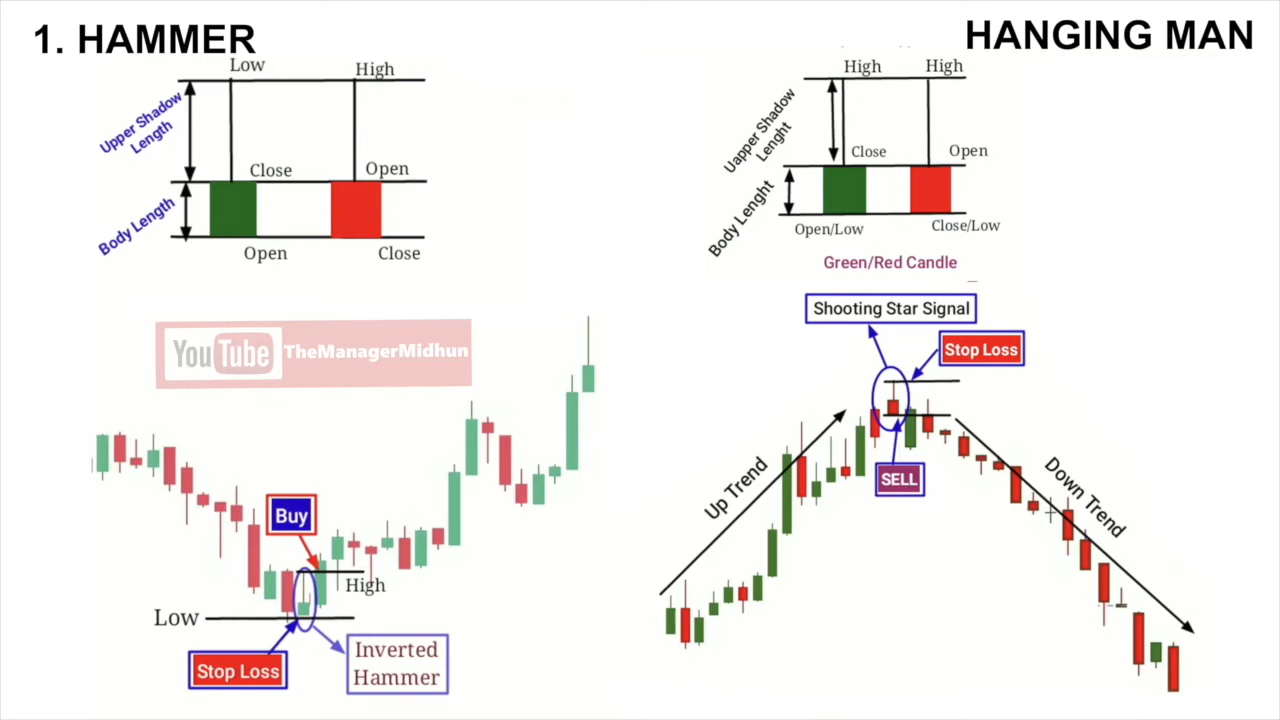 1. HAMMER
HANGING MAN
Low
High
Upper Shadow
Length
Close
Open
Body Length
Open
Close
High
High
Uapper Shadow
Lenght
Close
Open
Body Lenght
Open/Low
Close/Low
Green/Red Candle
YouTube TheManagerMidhun
Buy
High
Low
Stop Loss
Inverted
Hammer
Shooting Star Signal
Stop Loss
Up Trend
SELL
Down Trend